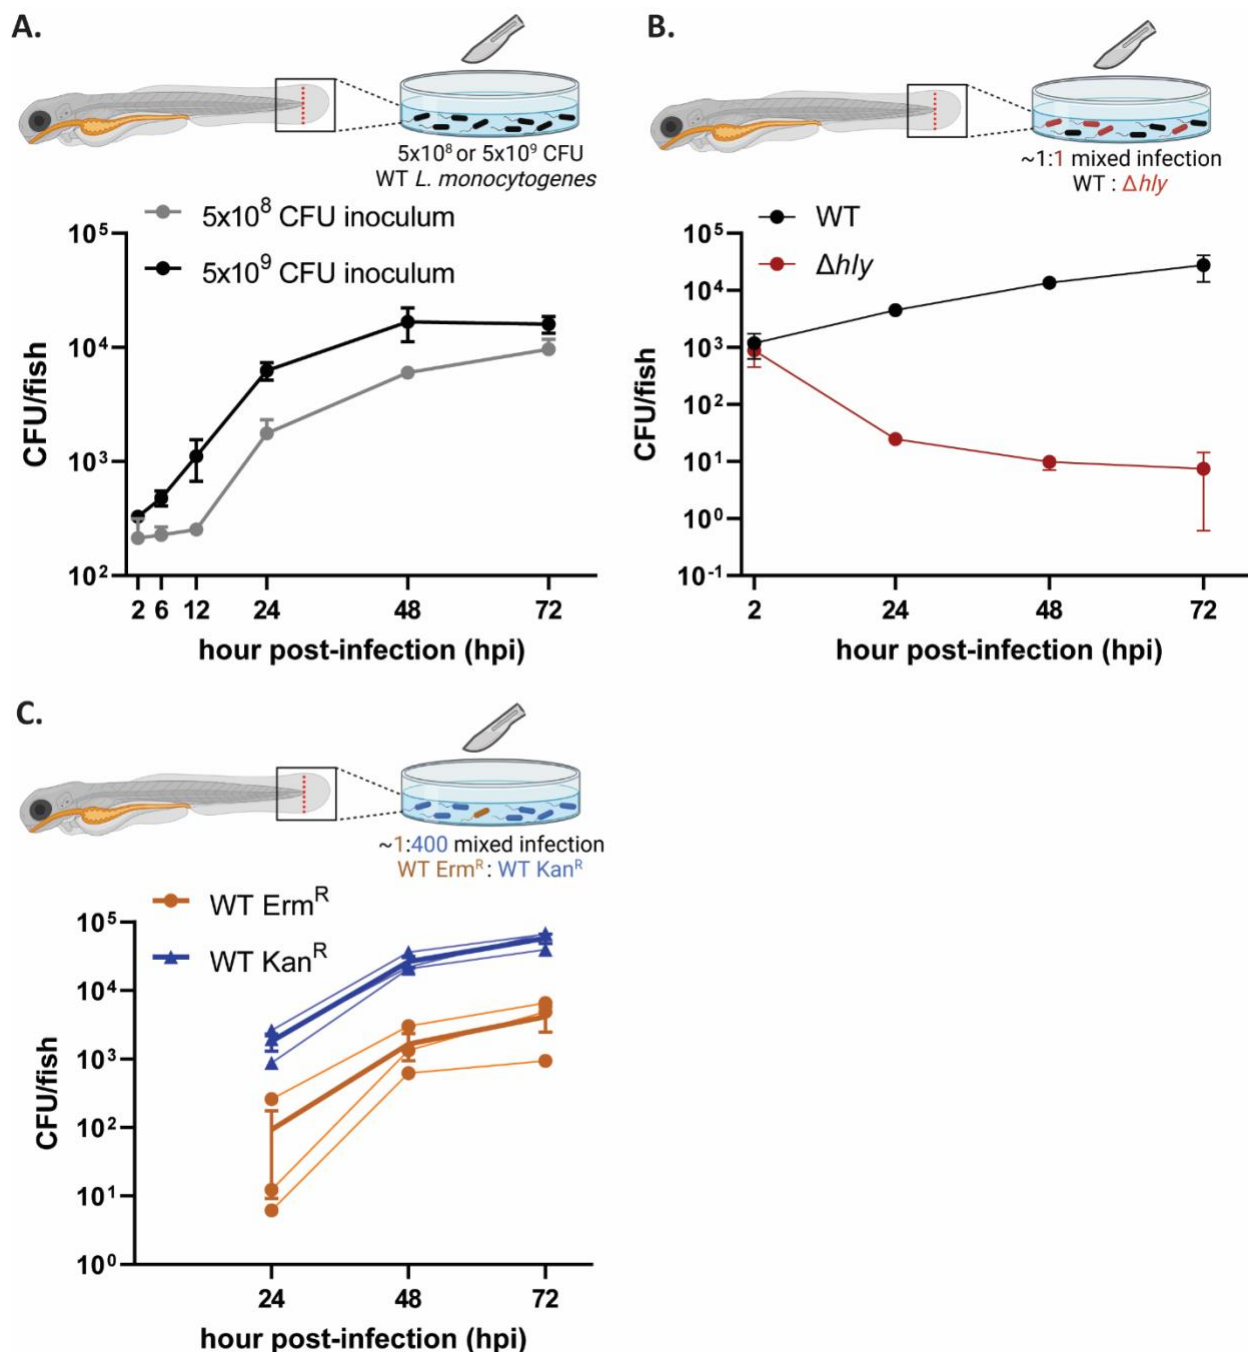 A.
5x10⁸ or 5x10⁹ CFU
WT L. monocytogenes
5x10⁸ CFU inoculum
5x10⁹ CFU inoculum
CFU/fish
10⁵
10⁴
10³
10²
2 6 12 24 48 72
hour post-infection (hpi)
B.
~1:1 mixed infection
WT : Δhly
WT
Δhly
CFU/fish
10⁵
10⁴
10³
10²
10¹
10⁰
10⁻¹
2 24 48 72
hour post-infection (hpi)
C.
~1:400 mixed infection
WT Ermᴿ: WT Kanᴿ
WT Ermᴿ
WT Kanᴿ
CFU/fish
10⁵
10⁴
10³
10²
10¹
10⁰
24 48 72
hour post-infection (hpi)